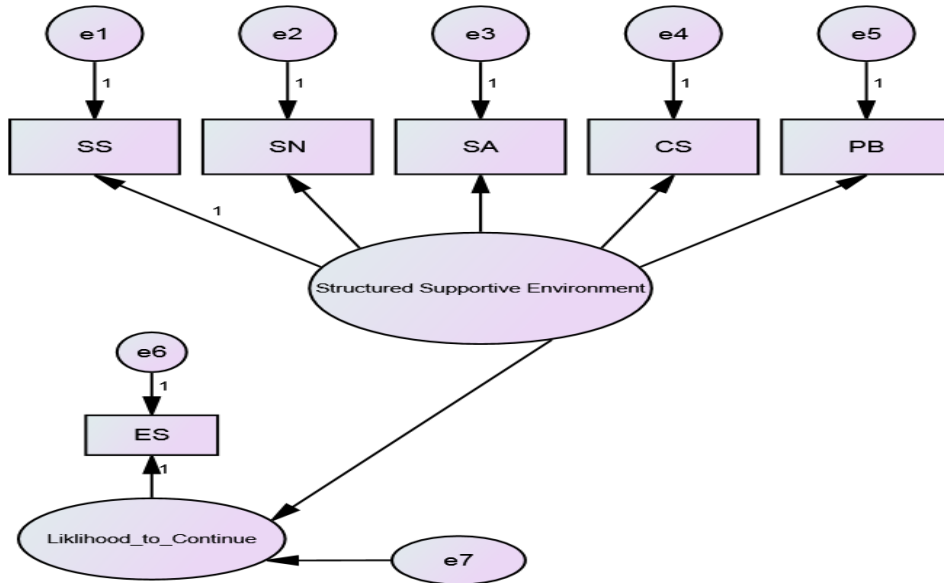 e1 e2 e3 e4 e5
1 1 1 1 1
SS SN SA CS PB
1
Structured Supportive Environment
e6
1
ES
1
Liklihood_to_Continue
e7